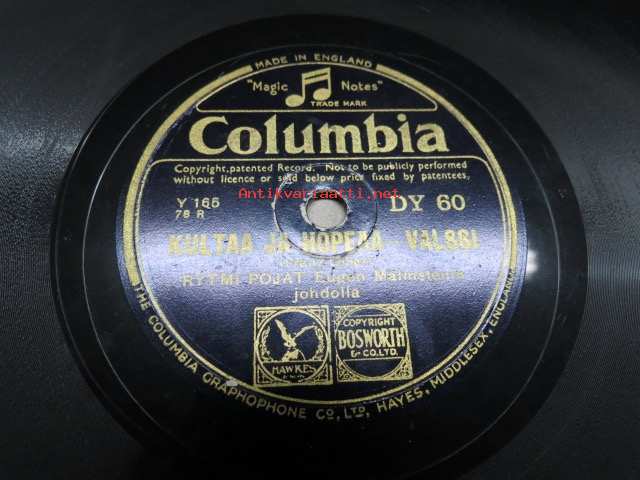 MADE IN ENGLAND
"Magic Notes"
TRADE MARK
Columbia
Copyright, patented Record. Not to be publicly performed
without licence or sold below price fixed by patentees,
Antikvariaatti.net
Y 165
78 R
DY 60
KULTAA JA HOPEAA - VALSSI
RYTMI POJAT Eugen Malmsténin
johdolla
HAWKES
COPYRIGHT
BOSWORTH
& CO. LTD.
THE COLUMBIA GRAPHOPHONE CO., LTD, HAYES, MIDDLESEX, ENGLAND